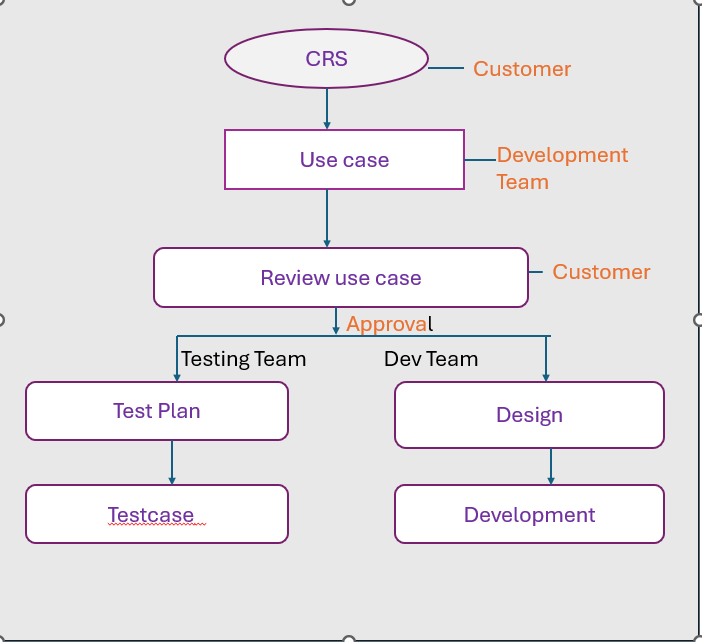 CRS
Customer
Use case
Development
Team
Review use case
Customer
Approval
Testing Team
Dev Team
Test Plan
Design
Testcase
Development